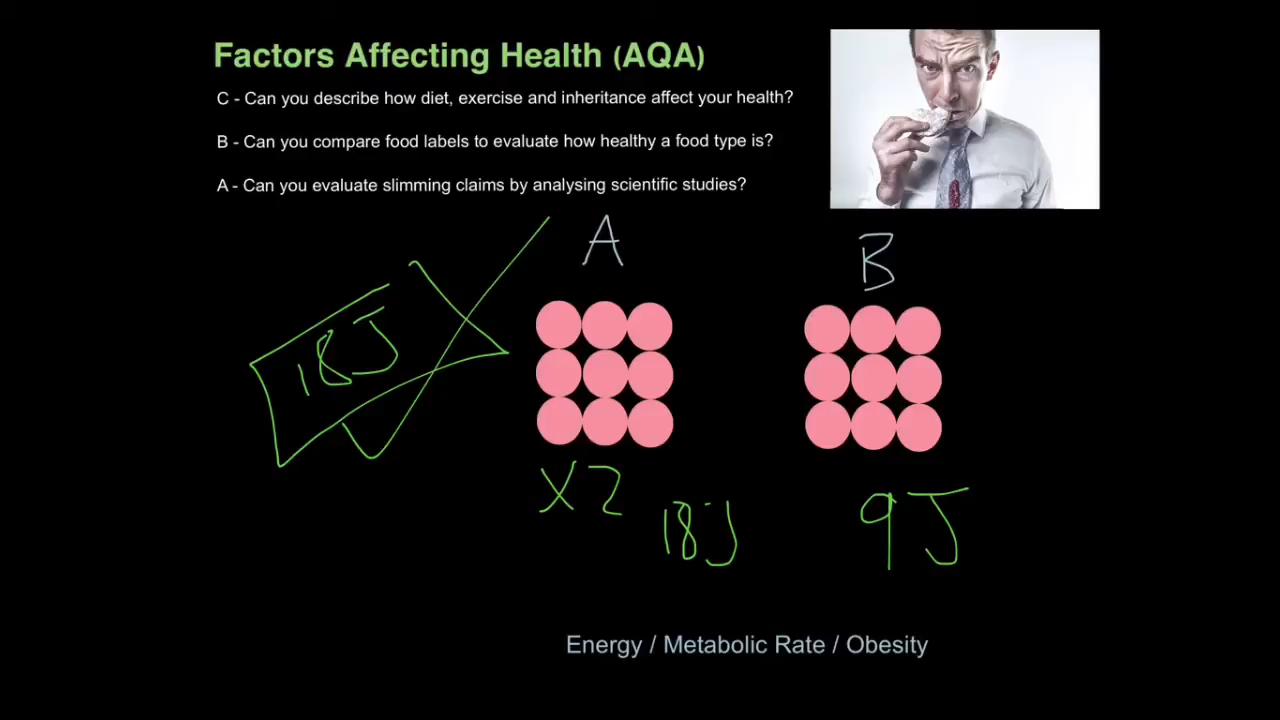 Factors Affecting Health (AQA)
C - Can you describe how diet, exercise and inheritance affect your health?
B - Can you compare food labels to evaluate how healthy a food type is?
A - Can you evaluate slimming claims by analysing scientific studies?
A
B
18J
X2
18J
9J
Energy / Metabolic Rate / Obesity